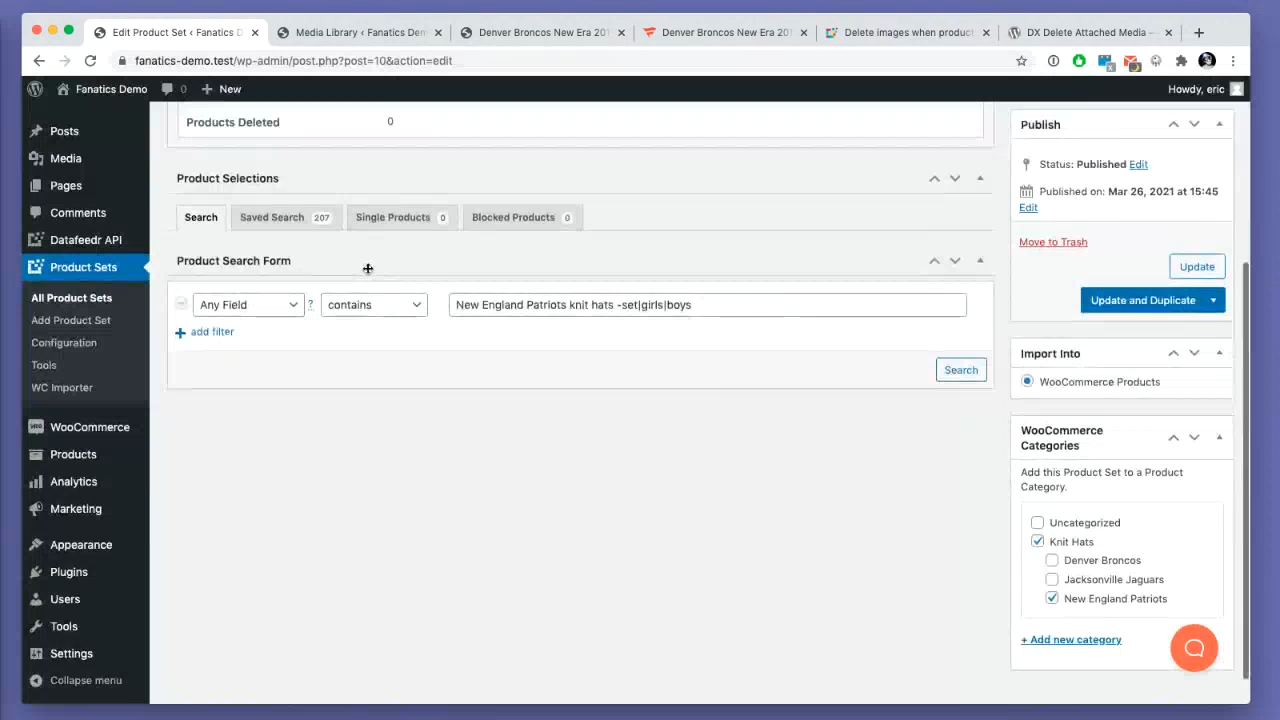 Edit Product Set ‹ Fanatics D
Media Library ‹ Fanatics Dem
Denver Broncos New Era 201
Denver Broncos New Era 20
Delete images when product
DX Delete Attached Media –
fanatics-demo.test/wp-admin/post.php?post=10&action=edit
Fanatics Demo
0
New
Howdy, eric
Posts
Media
Pages
Comments
Datafeedr API
Product Sets
All Product Sets
Add Product Set
Configuration
Tools
WC Importer
WooCommerce
Products
Analytics
Marketing
Appearance
Plugins
Users
Tools
Settings
Collapse menu
Products Deleted 0
Product Selections
Search
Saved Search 207
Single Products 0
Blocked Products 0
Product Search Form
Any Field ? contains New England Patriots knit hats -set|girls|boys
add filter
Search
Publish
Status: Published Edit
Published on: Mar 26, 2021 at 15:45
Edit
Move to Trash
Update
Update and Duplicate
Import Into
WooCommerce Products
WooCommerce
Categories
Add this Product Set to a Product
Category.
Uncategorized
Knit Hats
Denver Broncos
Jacksonville Jaguars
New England Patriots
+ Add new category